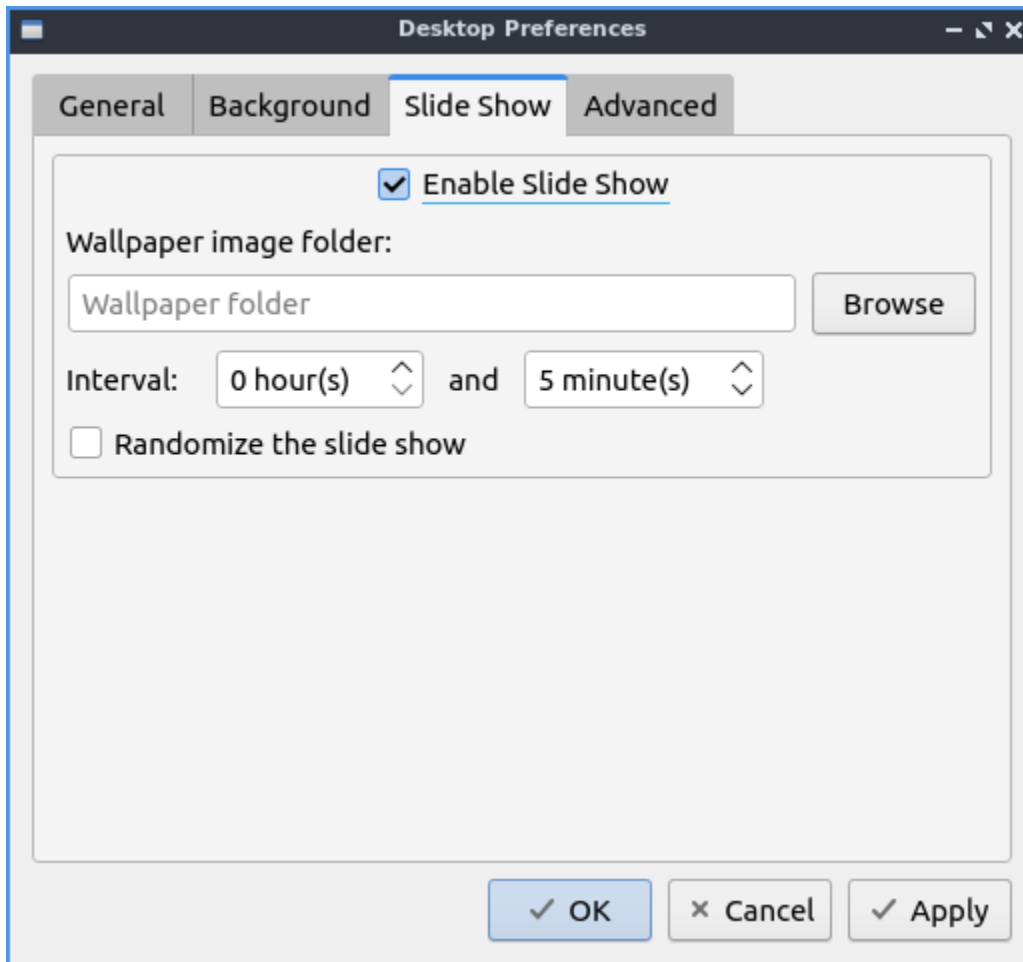 Desktop Preferences
General Background Slide Show Advanced
Enable Slide Show
Wallpaper image folder:
Wallpaper folder Browse
Interval: 0 hour(s) and 5 minute(s)
Randomize the slide show
OK Cancel Apply